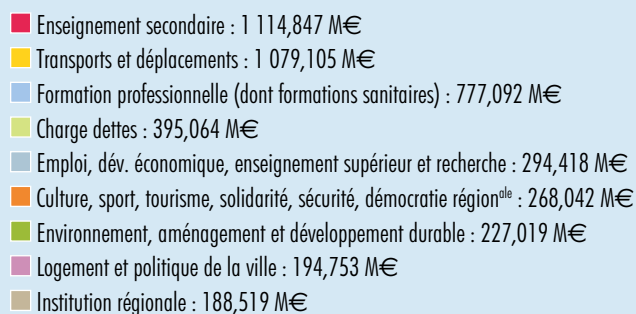 Enseignement secondaire : 1 114,847 M€
Transports et déplacements : 1 079,105 M€
Formation professionnelle (dont formations sanitaires) : 777,092 M€
Charge dettes : 395,064 M€
Emploi, dév. économique, enseignement supérieur et recherche : 294,418 M€
Culture, sport, tourisme, solidarité, sécurité, démocratie régionale : 268,042 M€
Environnement, aménagement et développement durable : 227,019 M€
Logement et politique de la ville : 194,753 M€
Institution régionale : 188,519 M€